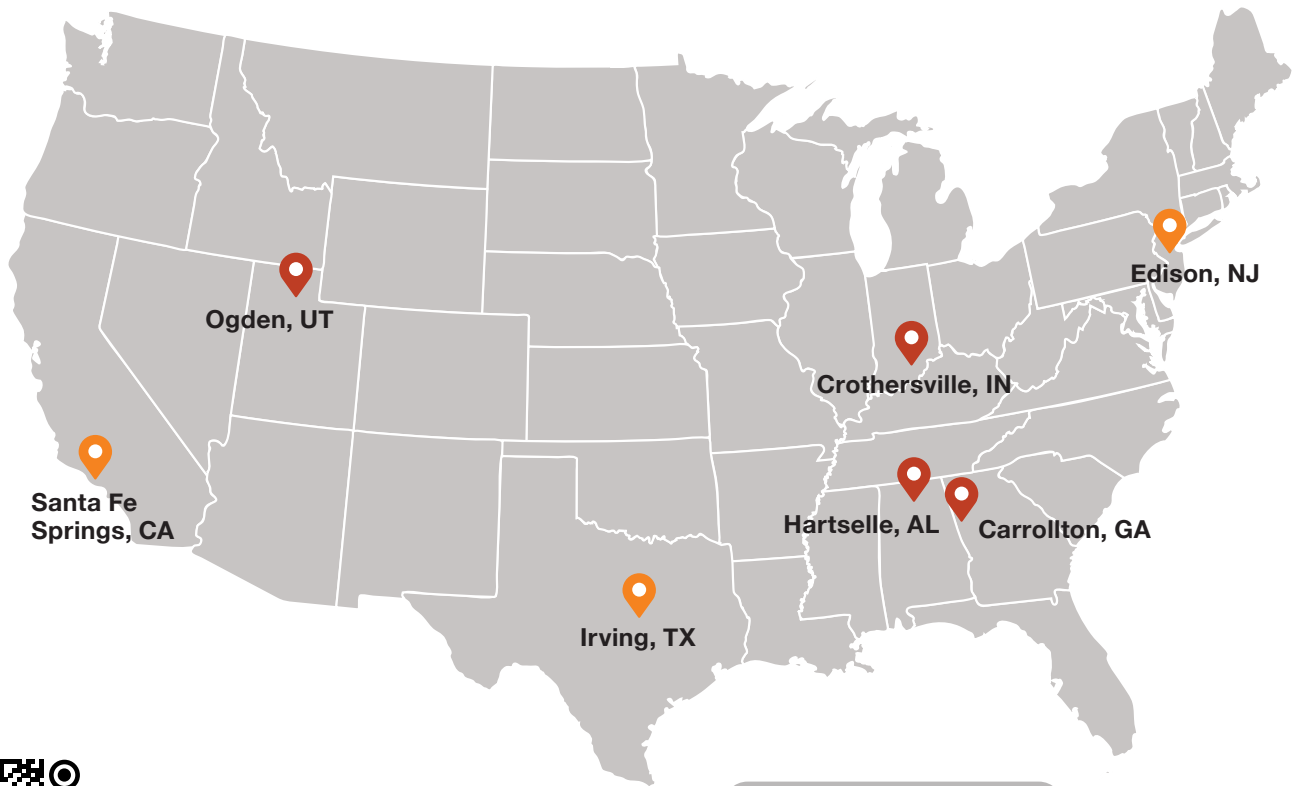 Edison, NJ
Ogden, UT
Crothersville, IN
Santa Fe
Springs, CA
Hartselle, AL
Carrollton, GA
Irving, TX